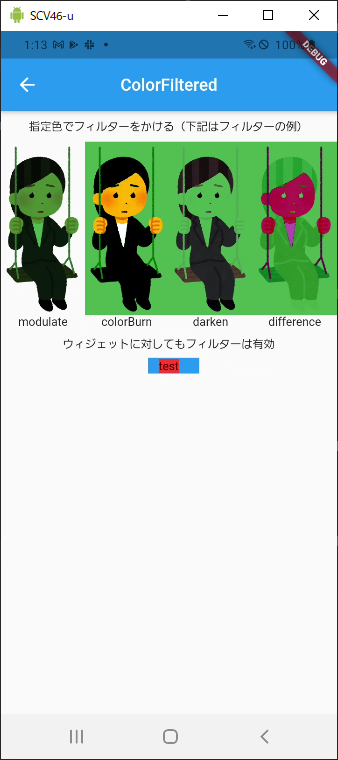 SCV46-u
1:13
100%
DEBUG
ColorFiltered
指定色でフィルターをかける（下記はフィルターの例）
modulate colorBurn darken difference
ウィジェットに対してもフィルターは有効
test